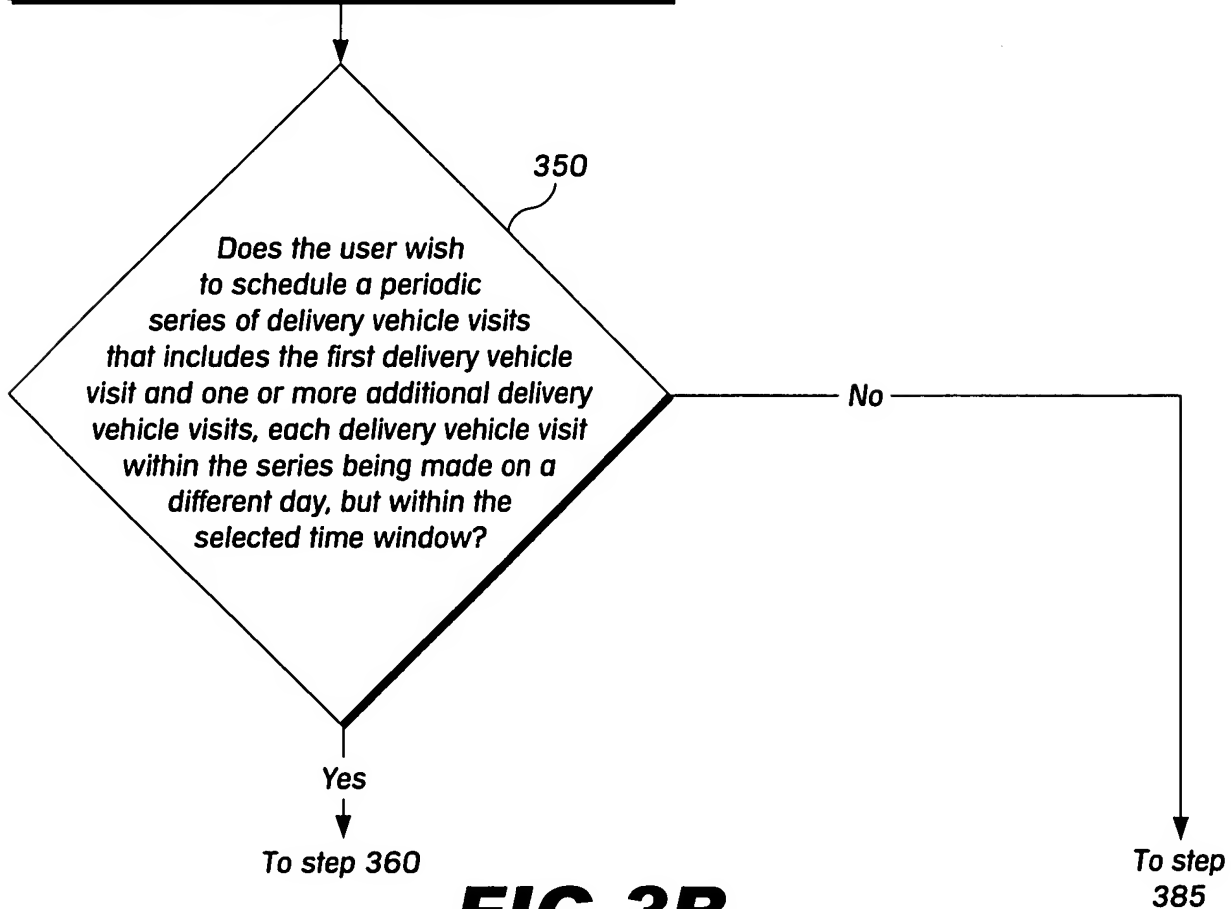 350
Does the user wish
to schedule a periodic
series of delivery vehicle visits
that includes the first delivery vehicle
visit and one or more additional delivery
vehicle visits, each delivery vehicle visit
within the series being made on a
different day, but within the
selected time window?
No
Yes
To step 360
To step
385
FIG. 3B